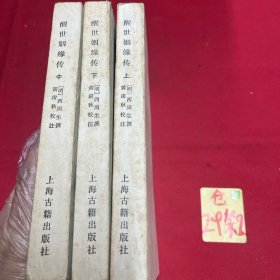 醒世姻缘传 中
〔明〕西周生撰
黄肃秋校注
上海古籍出版社
醒世姻缘传 下
〔明〕西周生撰
黄肃秋校注
上海古籍出版社
醒世姻缘传 上
〔明〕西周生撰
黄肃秋校注
上海古籍出版社
仓